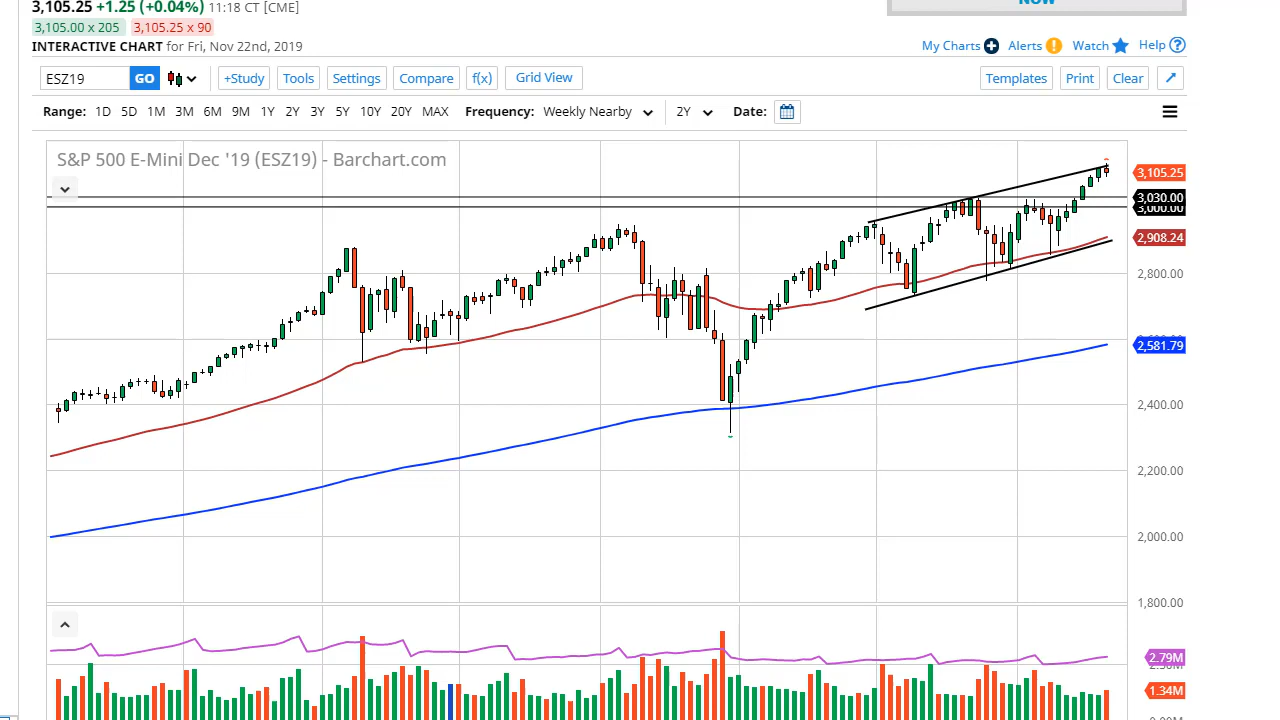 3,105.25 +1.25 (+0.04%) 11:18 CT [CME]
NOW
3,105.00 x 205 3,105.25 x 90
INTERACTIVE CHART for Fri, Nov 22nd, 2019
My Charts Alerts Watch Help
ESZ19 GO +Study Tools Settings Compare f(x) Grid View Templates Print Clear
Range: 1D 5D 1M 3M 6M 9M 1Y 2Y 3Y 5Y 10Y 20Y MAX Frequency: Weekly Nearby 2Y Date:
S&P 500 E-Mini Dec '19 (ESZ19) - Barchart.com
3,105.25
3,030.00
3,000.00
2,908.24
2,800.00
2,581.79
2,400.00
2,200.00
2,000.00
1,800.00
2.79M
1.34M